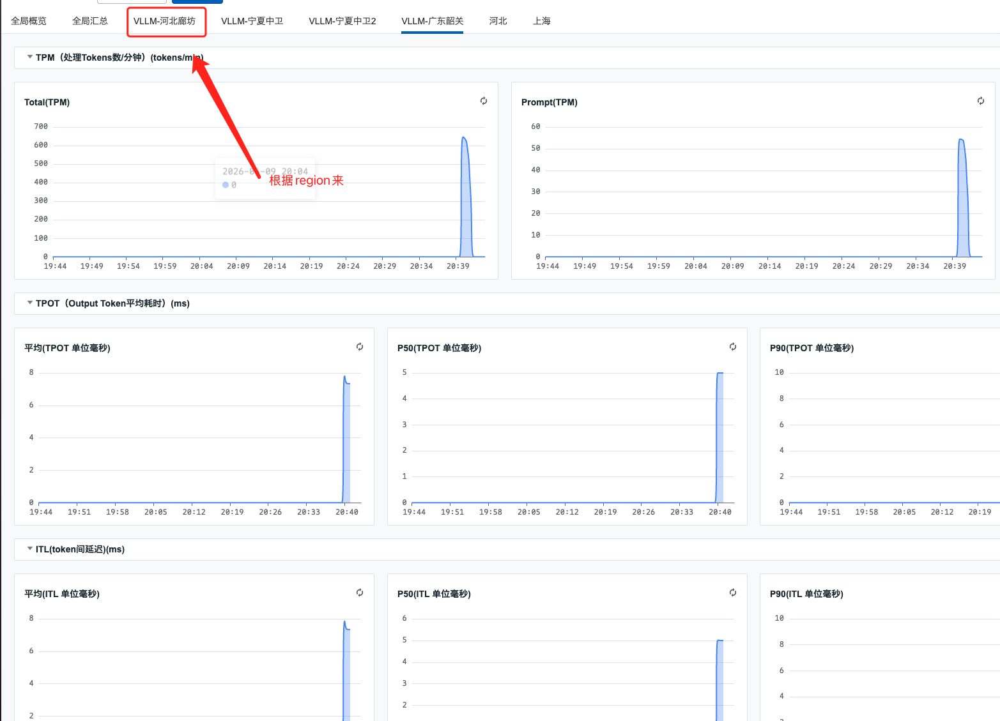 全局概览 全局汇总 VLLM-河北廊坊 VLLM-宁夏中卫 VLLM-宁夏中卫2 VLLM-广东韶关 河北 上海
TPM（处理Tokens数/分钟）(tokens/min)
Total(TPM)
700
600
500
400
300
200
100
0
19:44 19:49 19:54 19:59 20:04 20:09 20:14 20:19 20:24 20:29 20:34 20:39
20:04
0
根据region来
Prompt(TPM)
60
50
40
30
20
10
0
19:44 19:49 19:54 19:59 20:04 20:09 20:14 20:19 20:24 20:29 20:34 20:39
TPOT（Output Token平均耗时）(ms)
平均(TPOT 单位毫秒)
8
6
4
2
0
19:44 19:51 19:58 20:05 20:12 20:19 20:26 20:33 20:40
P50(TPOT 单位毫秒)
5
4
3
2
1
0
19:44 19:51 19:58 20:05 20:12 20:19 20:26 20:33 20:40
P90(TPOT 单位毫秒)
10
8
6
4
2
0
19:44 19:51 19:58 20:05 20:12 20:19
ITL(token间延迟)(ms)
平均(ITL 单位毫秒)
8
6
4
2
P50(ITL 单位毫秒)
6
5
4
3
2
P90(ITL 单位毫秒)
10
8
6
4